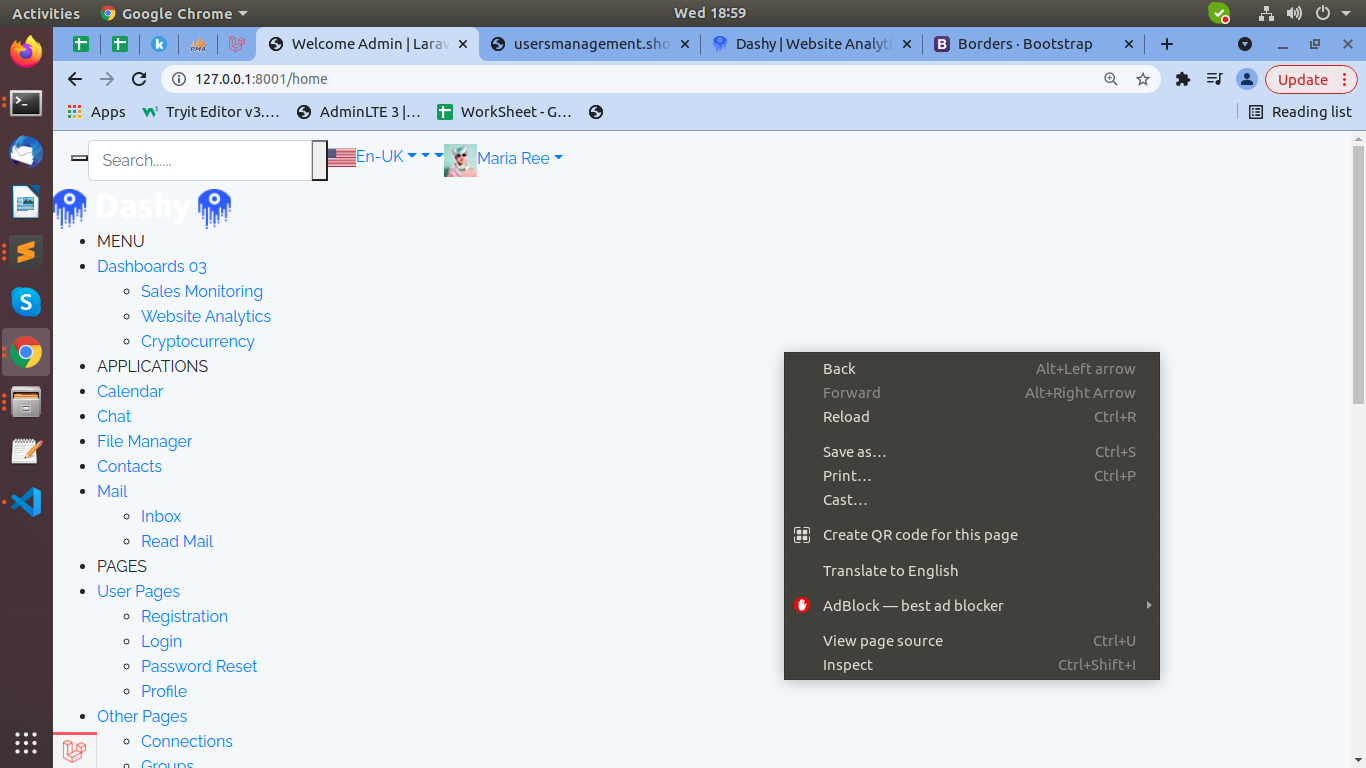 Activities Google Chrome Wed 18:59
Welcome Admin | Larav usersmanagement.sho Dashy | Website Analyti Borders · Bootstrap
127.0.0.1:8001/home Update
Apps Tryit Editor v3.… AdminLTE 3 |… WorkSheet - G… Reading list
Search...... En-UK Maria Ree
Dashy
MENU
Dashboards 03
Sales Monitoring
Website Analytics
Cryptocurrency
APPLICATIONS
Calendar
Chat
File Manager
Contacts
Mail
Inbox
Read Mail
PAGES
User Pages
Registration
Login
Password Reset
Profile
Other Pages
Connections
Groups
Back Alt+Left arrow
Forward Alt+Right Arrow
Reload Ctrl+R
Save as… Ctrl+S
Print… Ctrl+P
Cast…
Create QR code for this page
Translate to English
AdBlock — best ad blocker
View page source Ctrl+U
Inspect Ctrl+Shift+I